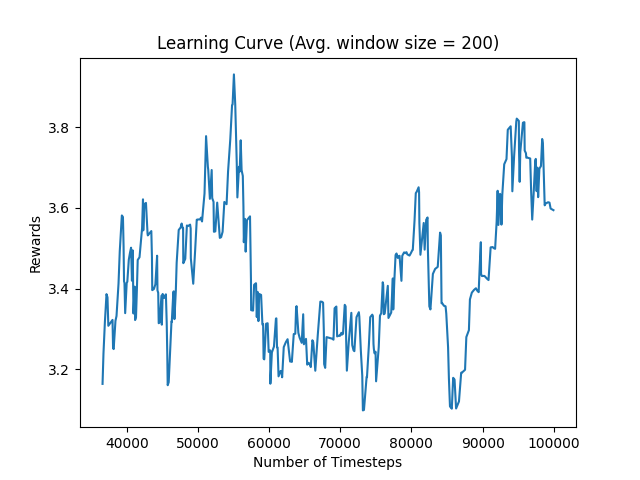 Learning Curve (Avg. window size = 200)
Rewards
3.8
3.6
3.4
3.2
40000 50000 60000 70000 80000 90000 100000
Number of Timesteps